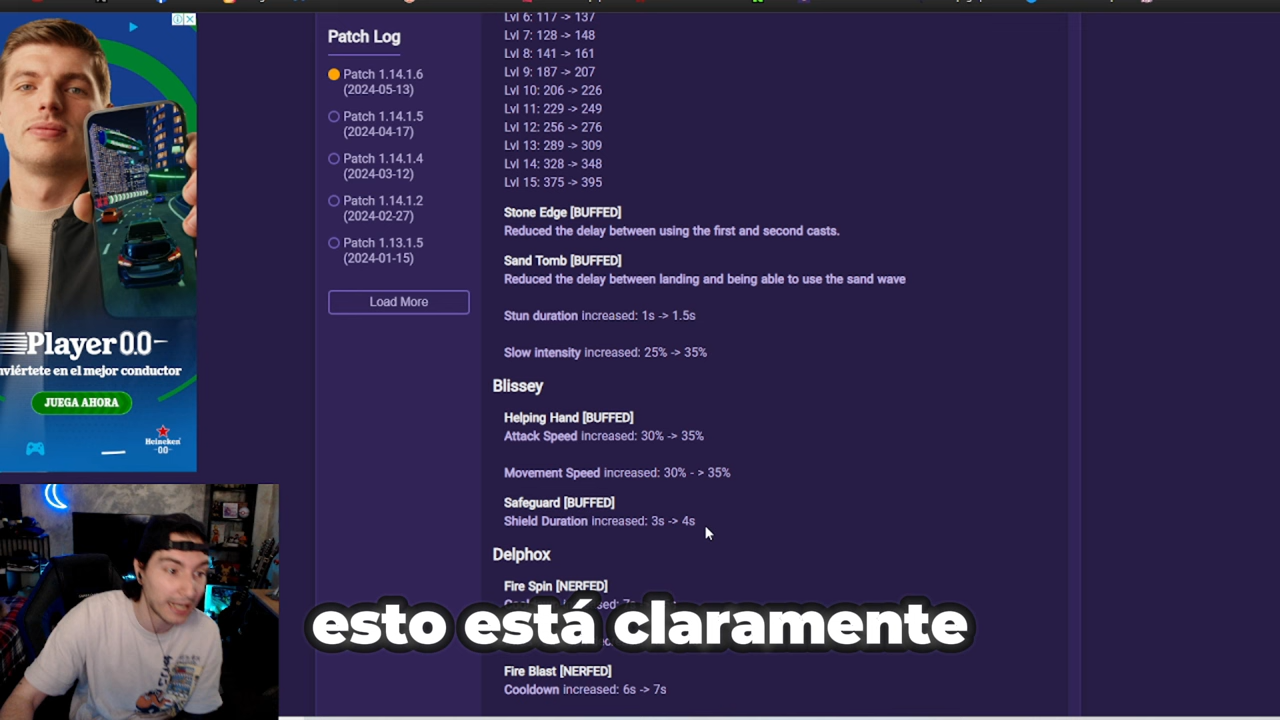 Player 0.0
nviértete en el mejor conductor
JUEGA AHORA
Heineken
0.0
Patch Log
Patch 1.14.1.6
(2024-05-13)
Patch 1.14.1.5
(2024-04-17)
Patch 1.14.1.4
(2024-03-12)
Patch 1.14.1.2
(2024-02-27)
Patch 1.13.1.5
(2024-01-15)
Load More
Lvl 6: 117 -> 137
Lvl 7: 128 -> 148
Lvl 8: 141 -> 161
Lvl 9: 187 -> 207
Lvl 10: 206 -> 226
Lvl 11: 229 -> 249
Lvl 12: 256 -> 276
Lvl 13: 289 -> 309
Lvl 14: 328 -> 348
Lvl 15: 375 -> 395
Stone Edge [BUFFED]
Reduced the delay between using the first and second casts.
Sand Tomb [BUFFED]
Reduced the delay between landing and being able to use the sand wave
Stun duration increased: 1s -> 1.5s
Slow intensity increased: 25% -> 35%
Blissey
Helping Hand [BUFFED]
Attack Speed increased: 30% -> 35%
Movement Speed increased: 30% - > 35%
Safeguard [BUFFED]
Shield Duration increased: 3s -> 4s
Delphox
Fire Spin [NERFED]
esto está claramente
Fire Blast [NERFED]
Cooldown increased: 6s -> 7s